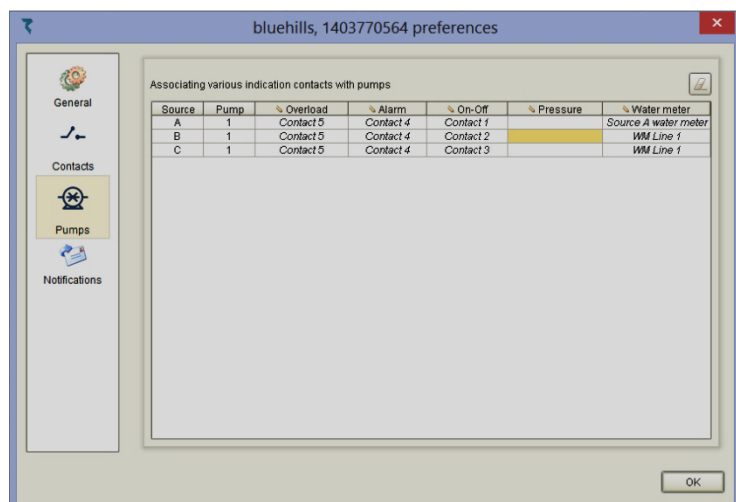 bluehills, 1403770564 preferences
General
Contacts
Pumps
Notifications
Associating various indication contacts with pumps
Source Pump Overload Alarm On-Off Pressure Water meter
A 1 Contact 5 Contact 4 Contact 1 Source A water meter
B 1 Contact 5 Contact 4 Contact 2 WM Line 1
C 1 Contact 5 Contact 4 Contact 3 WM Line 1
OK